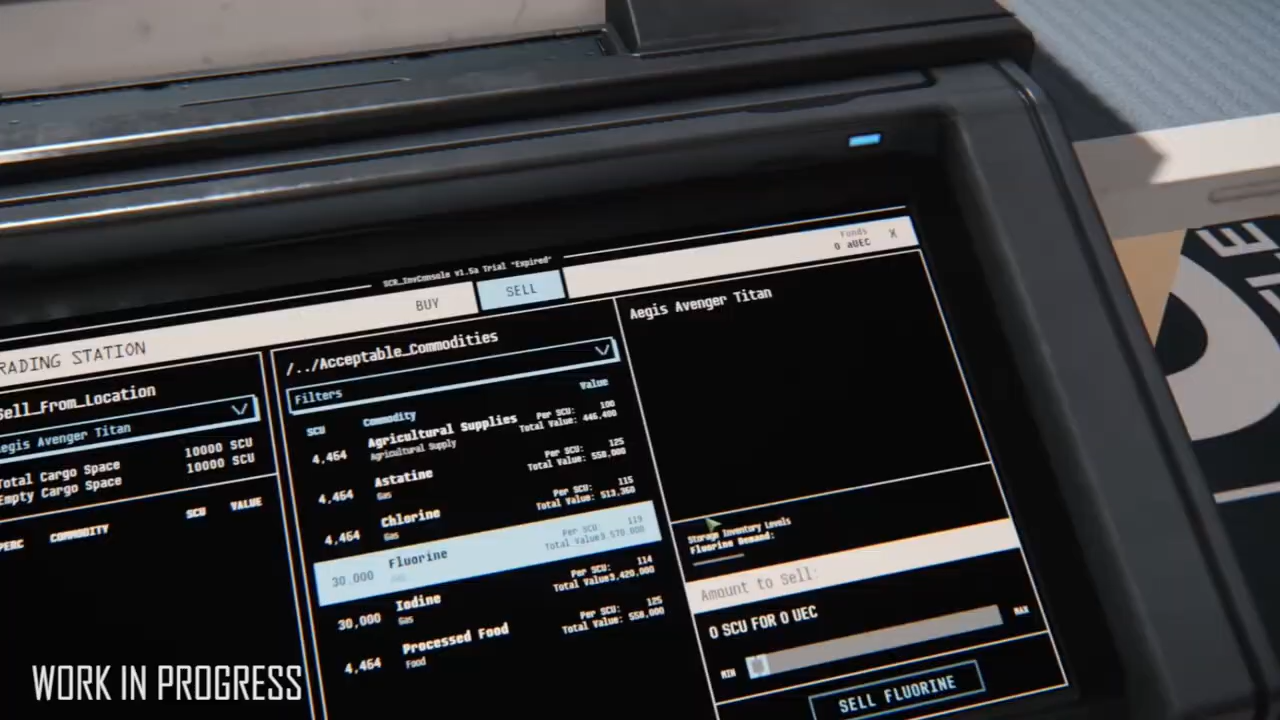 SCR_InvConsole v1.5a Trial "Expired"
Funds
0 aUEC
X
BUY
SELL
RADING STATION
Sell_From_Location
egis Avenger Titan
Total Cargo Space 10000 SCU
Empty Cargo Space 10000 SCU
PERC COMMODITY SCU VALUE
/../Acceptable_Commodities
Filters
SCU Commodity Value
4,464 Agricultural Supplies Per SCU: 100
Agricultural Supply Total Value: 446,400
4,464 Astatine Per SCU: 125
Gas Total Value: 558,000
4,464 Chlorine Per SCU: 115
Gas Total Value: 513,360
30,000 Fluorine Per SCU: 119
Total Value3,570,000
30,000 Iodine Per SCU: 114
Gas Total Value3,420,000
4,464 Processed Food Per SCU: 125
Food Total Value: 558,000
Aegis Avenger Titan
Storage Inventory Levels
Fluorine Demand:
Amount to Sell:
0 SCU FOR 0 UEC
MIN MAX
SELL FLUORINE
WORK IN PROGRESS